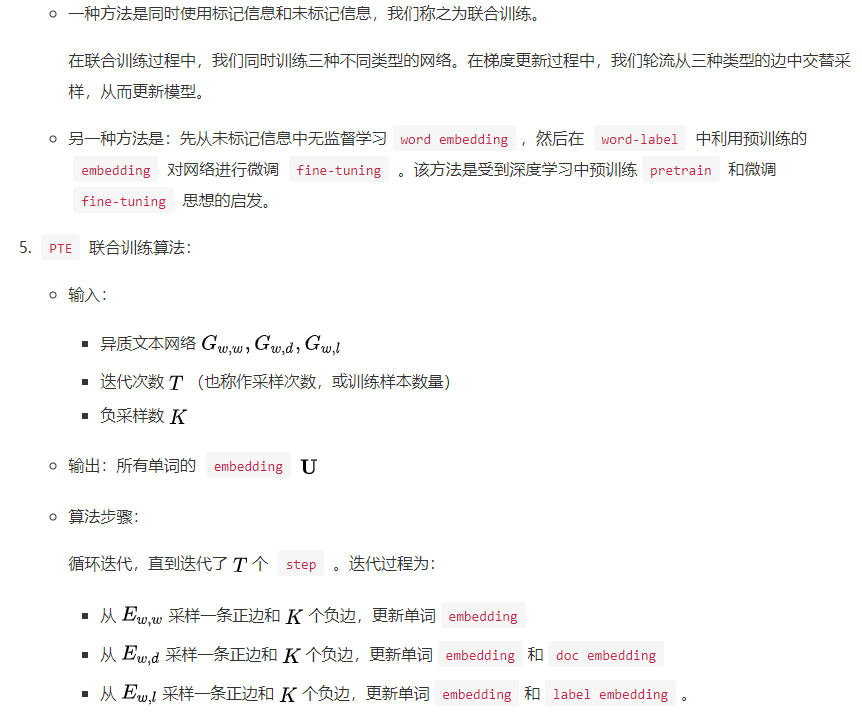 一种方法是同时使用标记信息和未标记信息，我们称之为联合训练。
在联合训练过程中，我们同时训练三种不同类型的网络。在梯度更新过程中，我们轮流从三种类型的边中交替采
样，从而更新模型。
另一种方法是：先从未标记信息中无监督学习 word embedding ，然后在 word-label 中利用预训练的
embedding 对网络进行微调 fine-tuning 。该方法是受到深度学习中预训练 pretrain 和微调
fine-tuning 思想的启发。
5. PTE 联合训练算法：
输入：
异质文本网络 G_{w,w}, G_{w,d}, G_{w,l}
迭代次数 T （也称作采样次数，或训练样本数量）
负采样数 K
输出：所有单词的 embedding U
算法步骤：
循环迭代，直到迭代了 T 个 step 。迭代过程为：
从 E_{w,w} 采样一条正边和 K 个负边，更新单词 embedding
从 E_{w,d} 采样一条正边和 K 个负边，更新单词 embedding 和 doc embedding
从 E_{w,l} 采样一条正边和 K 个负边，更新单词 embedding 和 label embedding 。